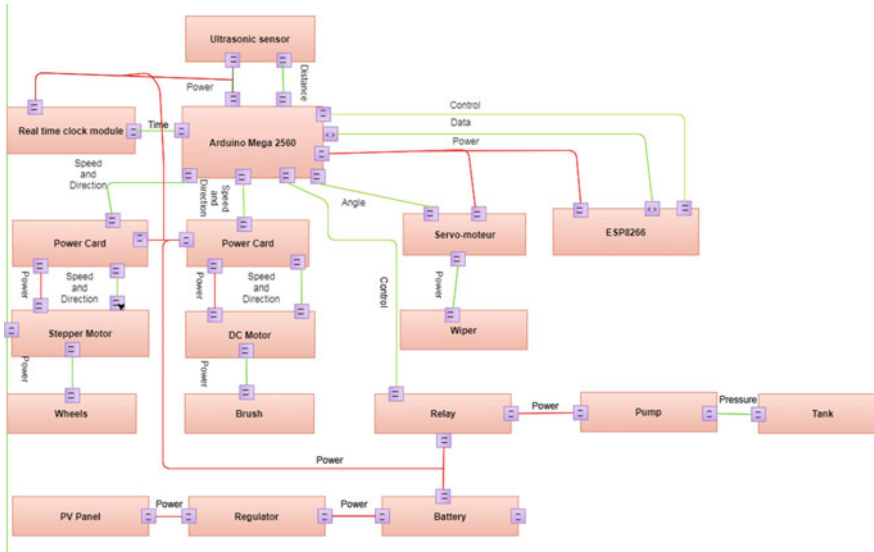 Ultrasonic sensor
Power
Distance
Real time clock module
Time
Arduino Mega 2560
Control
Data
Power
Speed
and
Direction
Speed
and
Direction
Angle
Power Card
Power Card
Servo-moteur
ESP8266
Power
Speed
and
Direction
Power
Speed
and
Direction
Power
Control
Stepper Motor
DC Motor
Wiper
Power
Power
Wheels
Brush
Relay
Power
Pump
Pressure
Tank
Power
PV Panel
Power
Regulator
Power
Battery